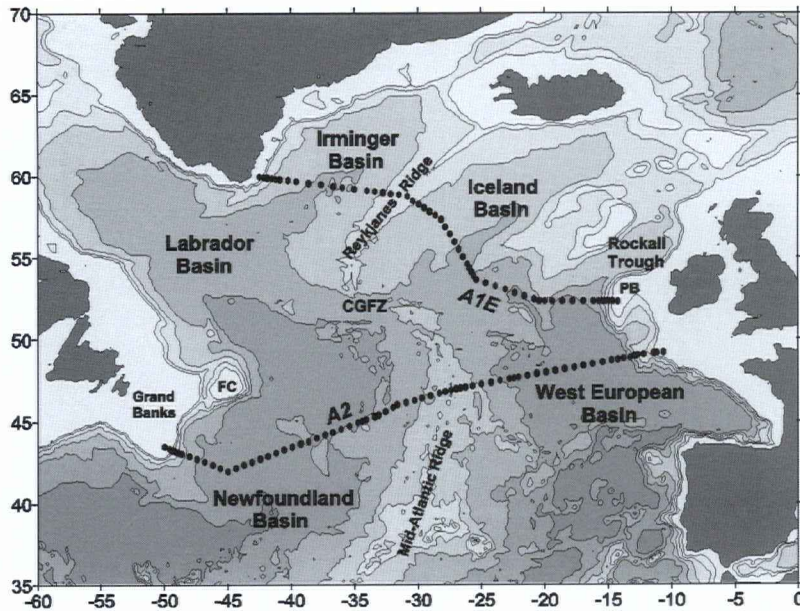 70
65
60
55
50
45
40
35
-60
-55
-50
-45
-40
-35
-30
-25
-20
-15
-10
-5
0
Irminger
Basin
Reykjanes Ridge
Iceland
Basin
Labrador
Basin
Rockall
Trough
PB
CGFZ
A1E
FC
Grand
Banks
A2
West European
Basin
Mid-Atlantic Ridge
Newfoundland
Basin